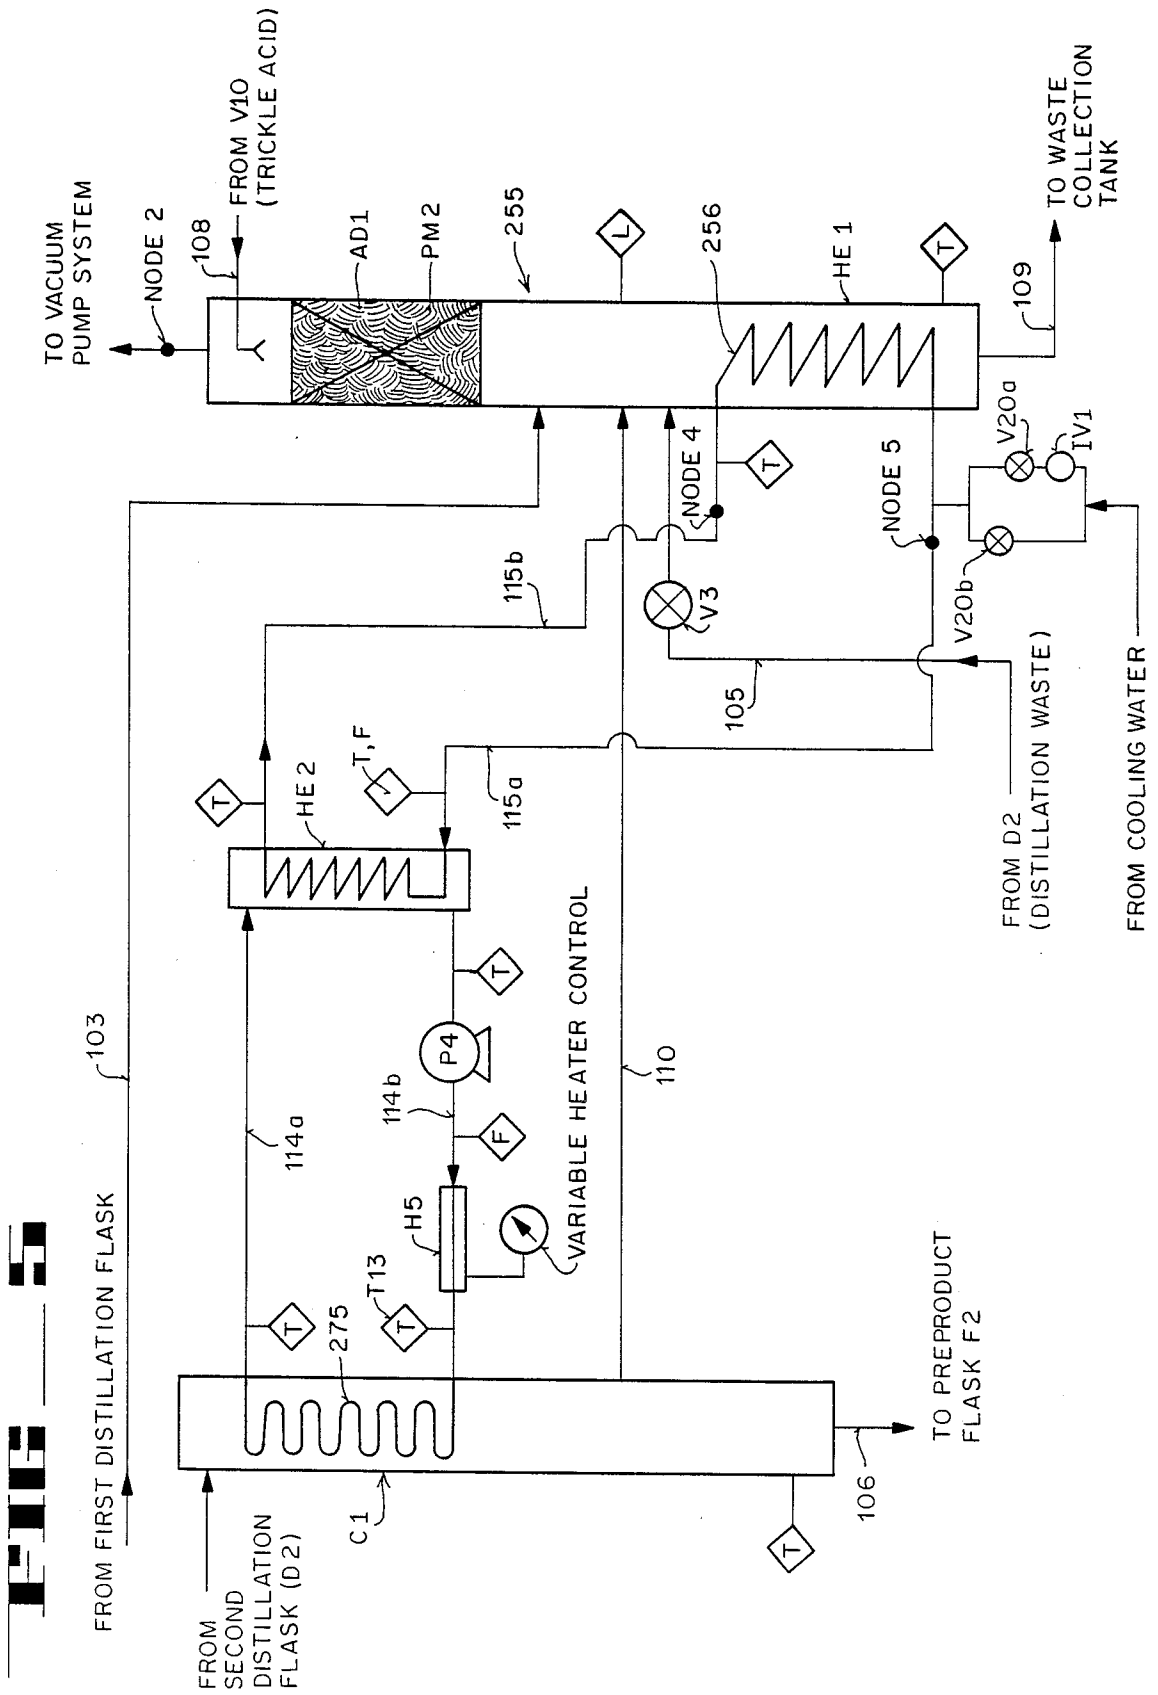 FIG 5
FROM FIRST DISTILLATION FLASK
103
TO VACUUM
PUMP SYSTEM
NODE 2
108
FROM V10
(TRICKLE ACID)
AD1
PM2
255
L
256
HE 1
T
109
TO WASTE
COLLECTION
TANK
FROM
SECOND
DISTILLATION
FLASK (D2)
C1
275
T
T13
T
114a
H5
VARIABLE HEATER CONTROL
F
114b
P4
T
HE2
T
T,F
115a
115b
NODE 4
T
V3
105
NODE 5
V20a
IV1
V20b
110
T
106
TO PREPRODUCT
FLASK F2
FROM D2
(DISTILLATION WASTE)
FROM COOLING WATER